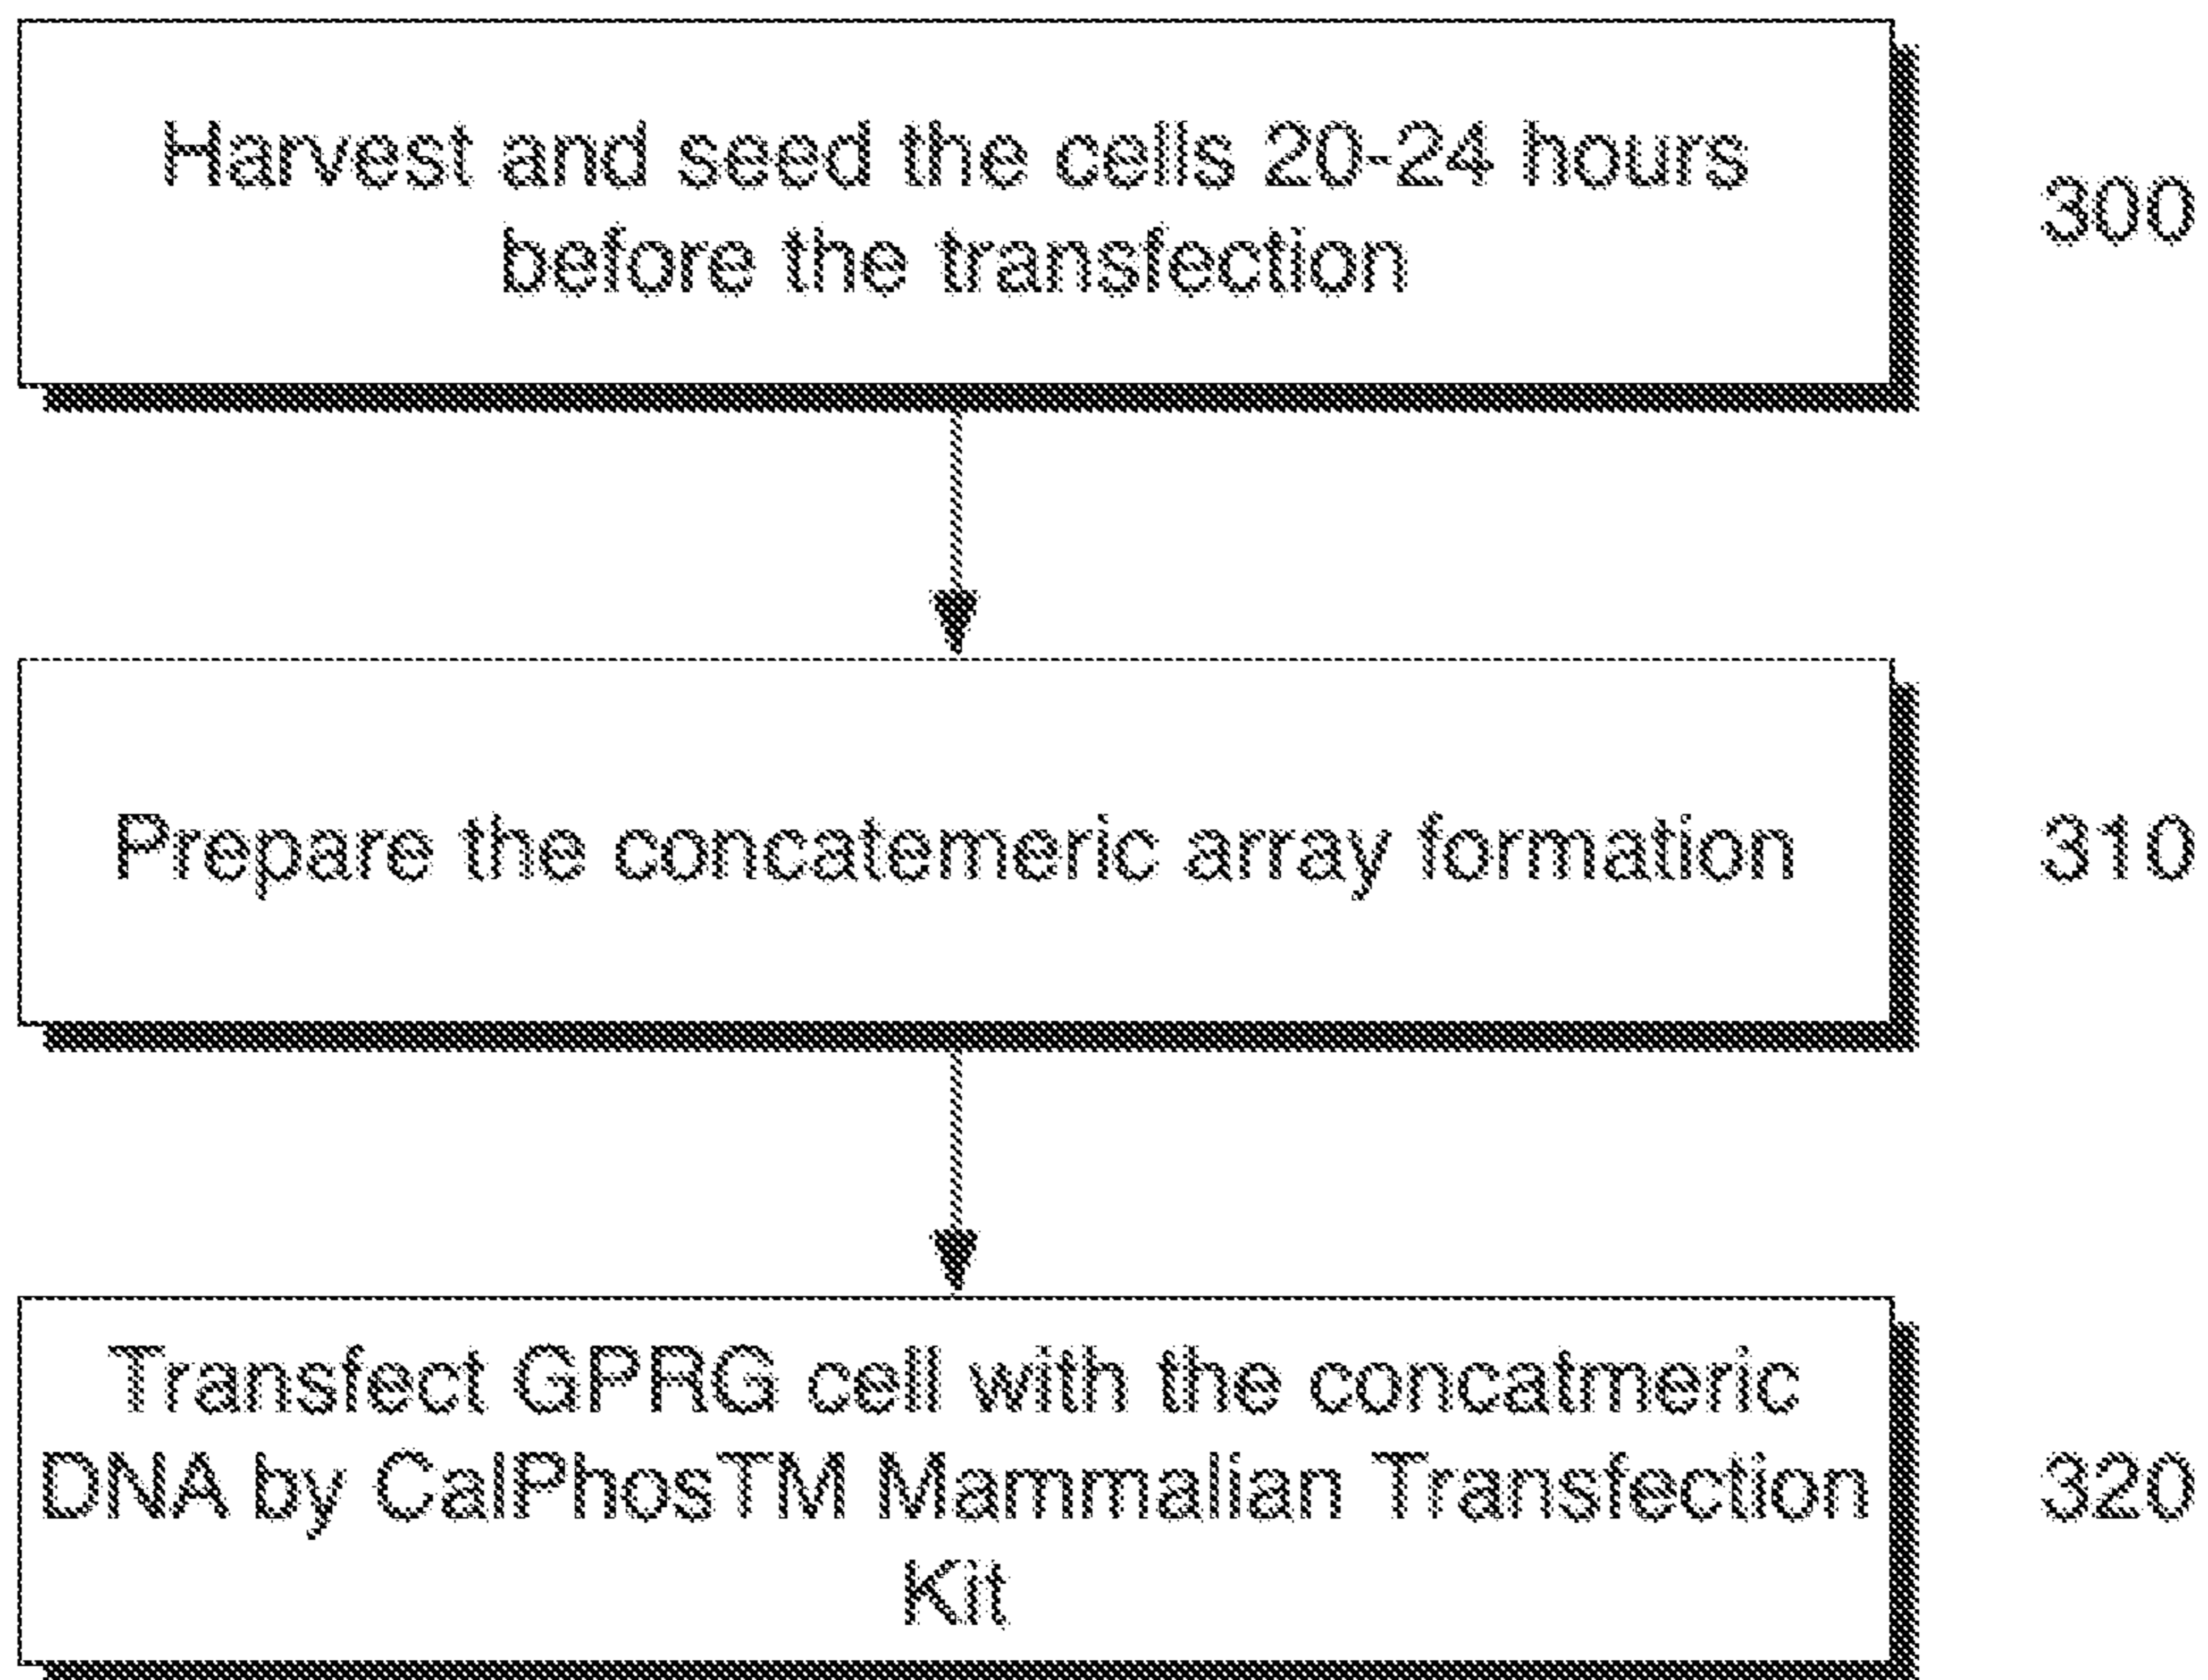 Harvest and seed the cells 20-24 hours
before the transfection
300
Prepare the concatemeric array formation
310
Transfect GPRG cell with the concatmeric
DNA by CalPhosTM Mammalian Transfection
Kit
320